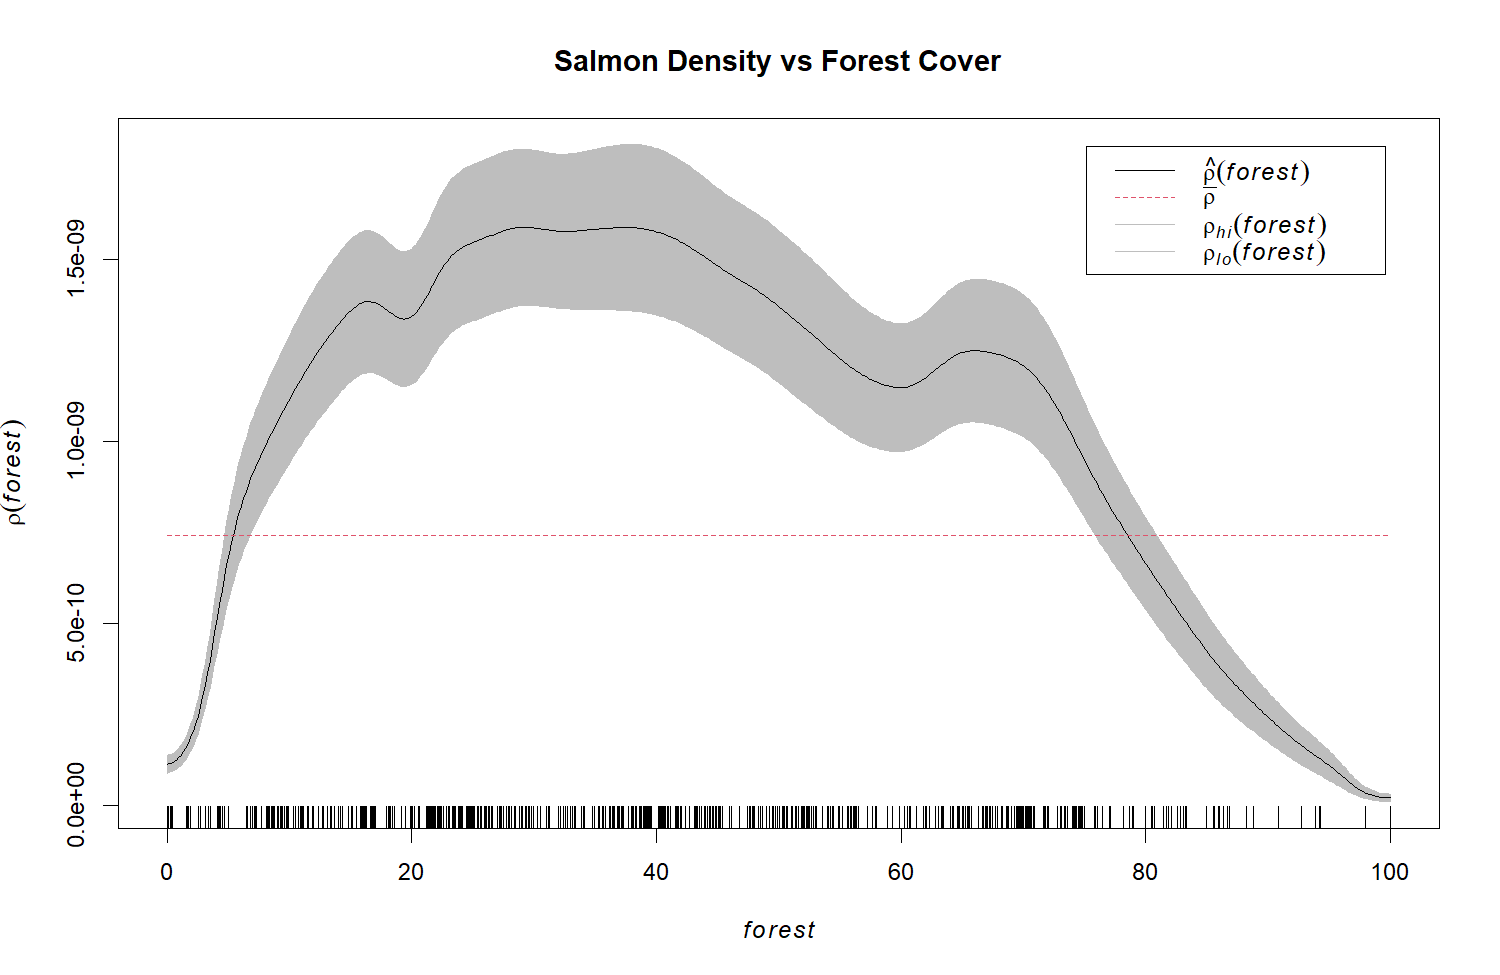 Salmon Density vs Forest Cover
ρ̂(forest)
ρ̅
ρhi(forest)
ρlo(forest)
ρ(forest)
1.5e-09
1.0e-09
5.0e-10
0.0e+00
0 20 40 60 80 100
forest